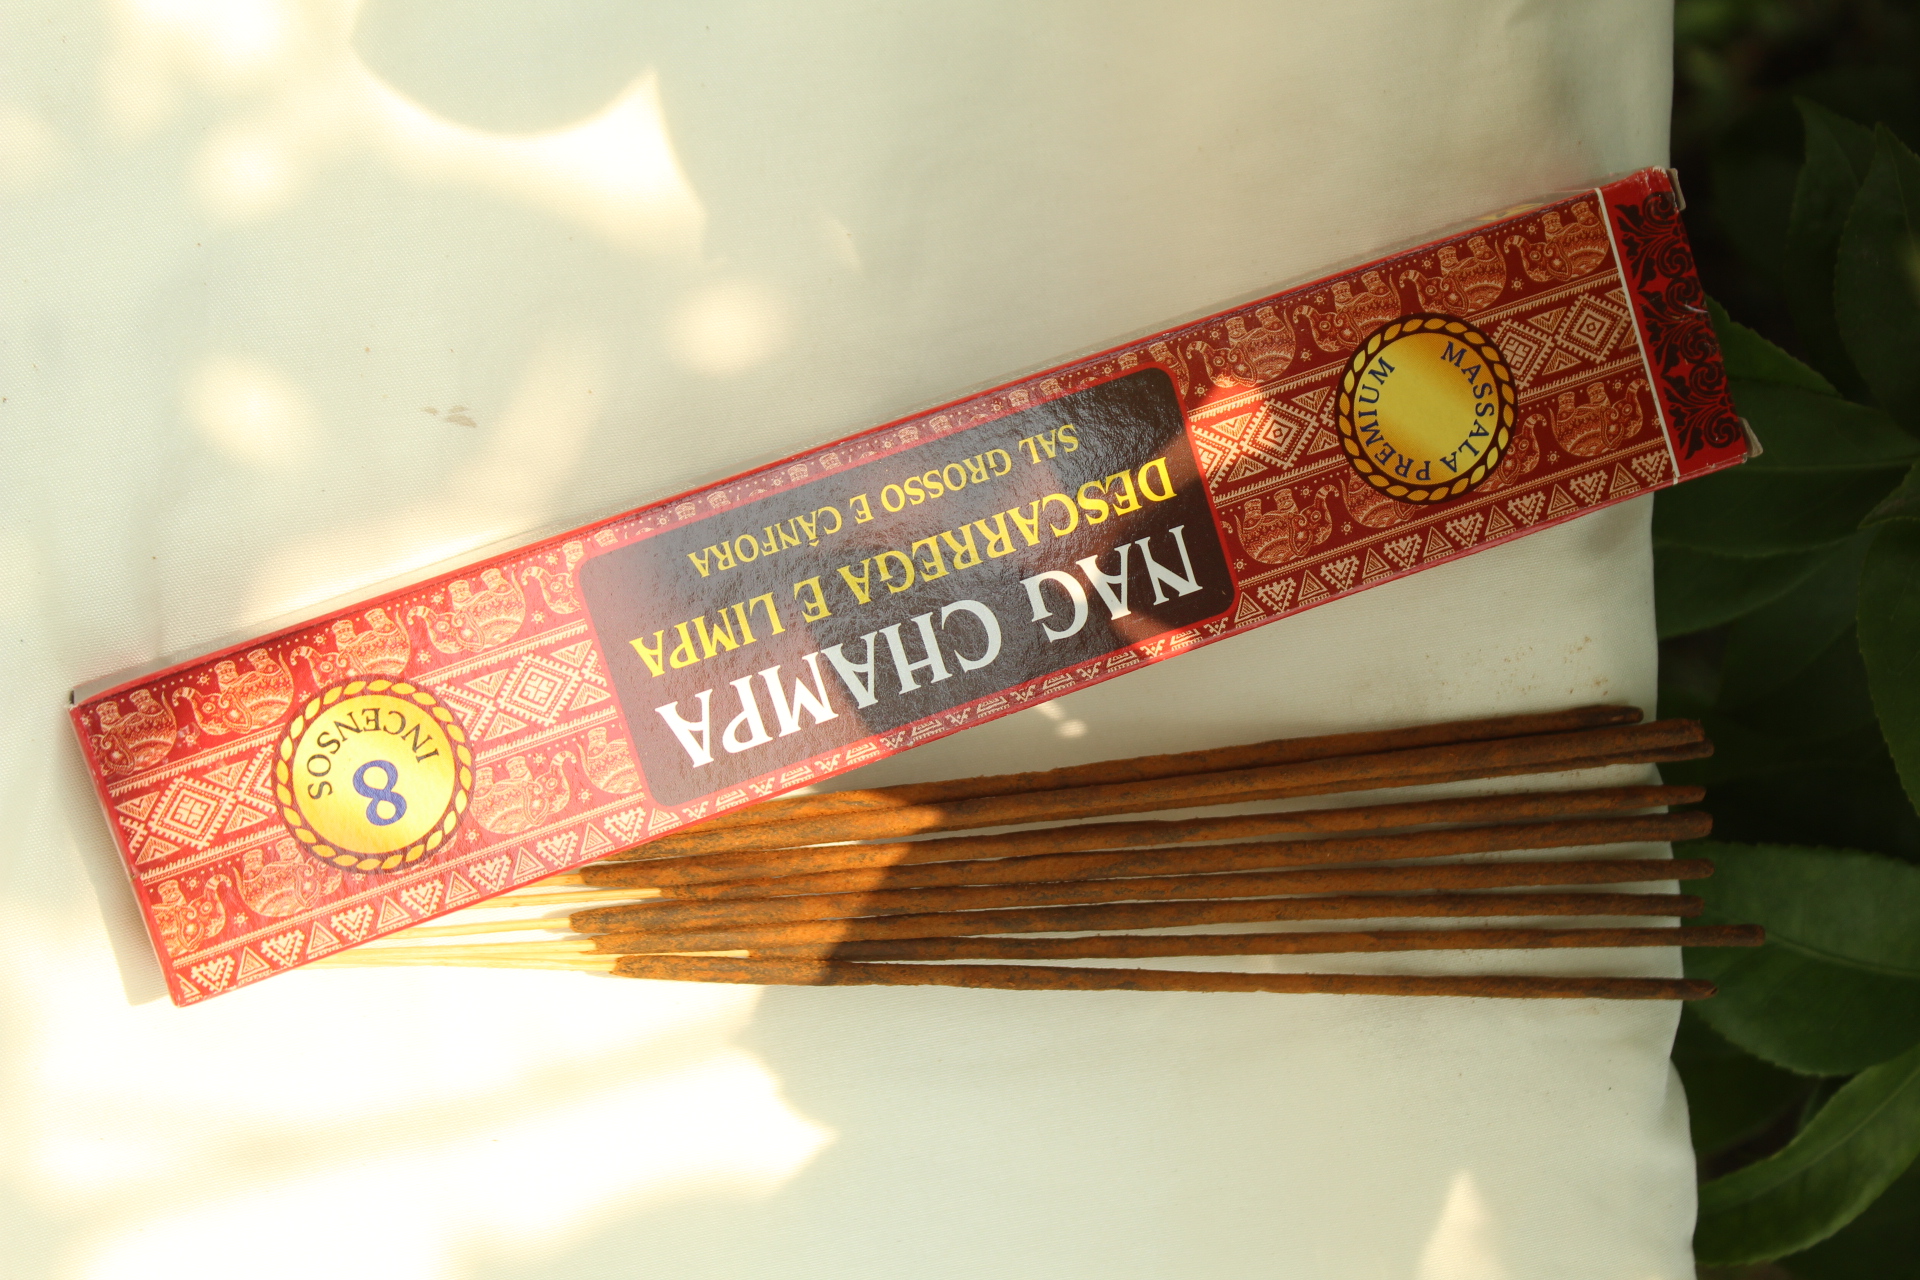 MASSALA PREMIUM
NAG CHAMPA
DESCARREGA E LIMPA
SAL GROSSO E CÂNFORA
8
INCENSOS